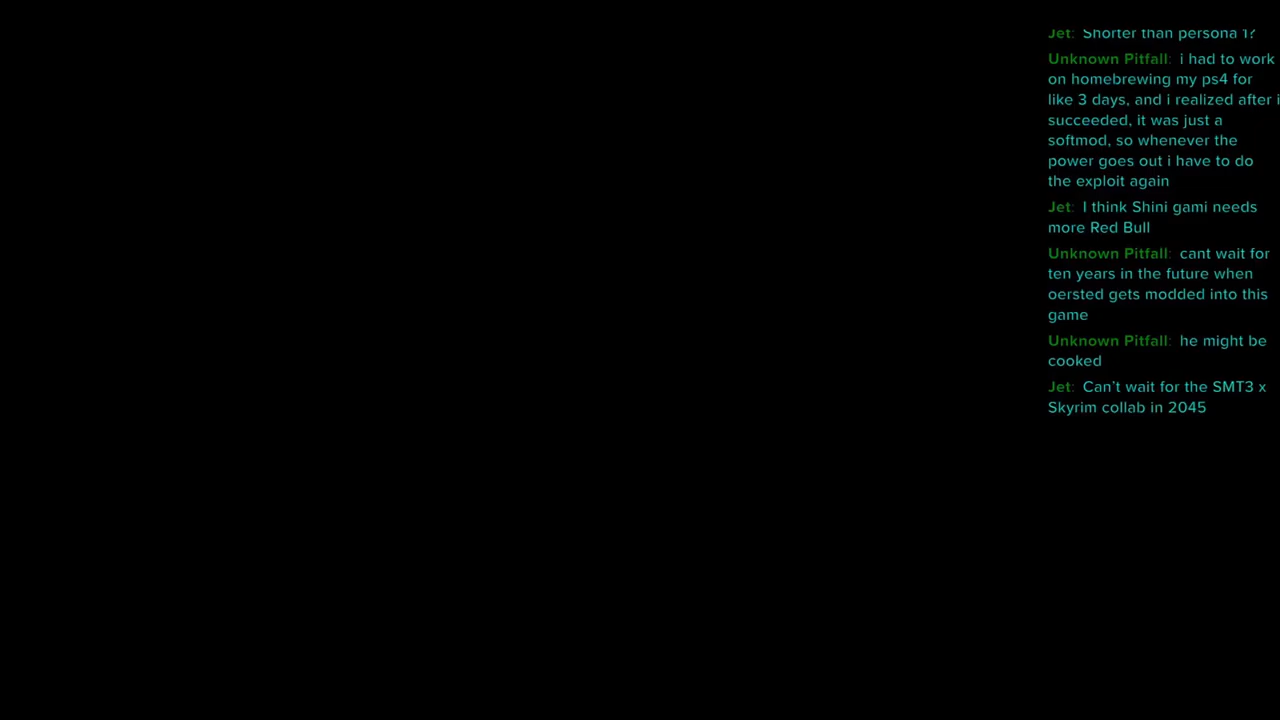 Jet: Shorter than persona 1?
Unknown Pitfall: i had to work
on homebrewing my ps4 for
like 3 days, and i realized after i
succeeded, it was just a
softmod, so whenever the
power goes out i have to do
the exploit again
Jet: I think Shini gami needs
more Red Bull
Unknown Pitfall: cant wait for
ten years in the future when
oersted gets modded into this
game
Unknown Pitfall: he might be
cooked
Jet: Can’t wait for the SMT3 x
Skyrim collab in 2045